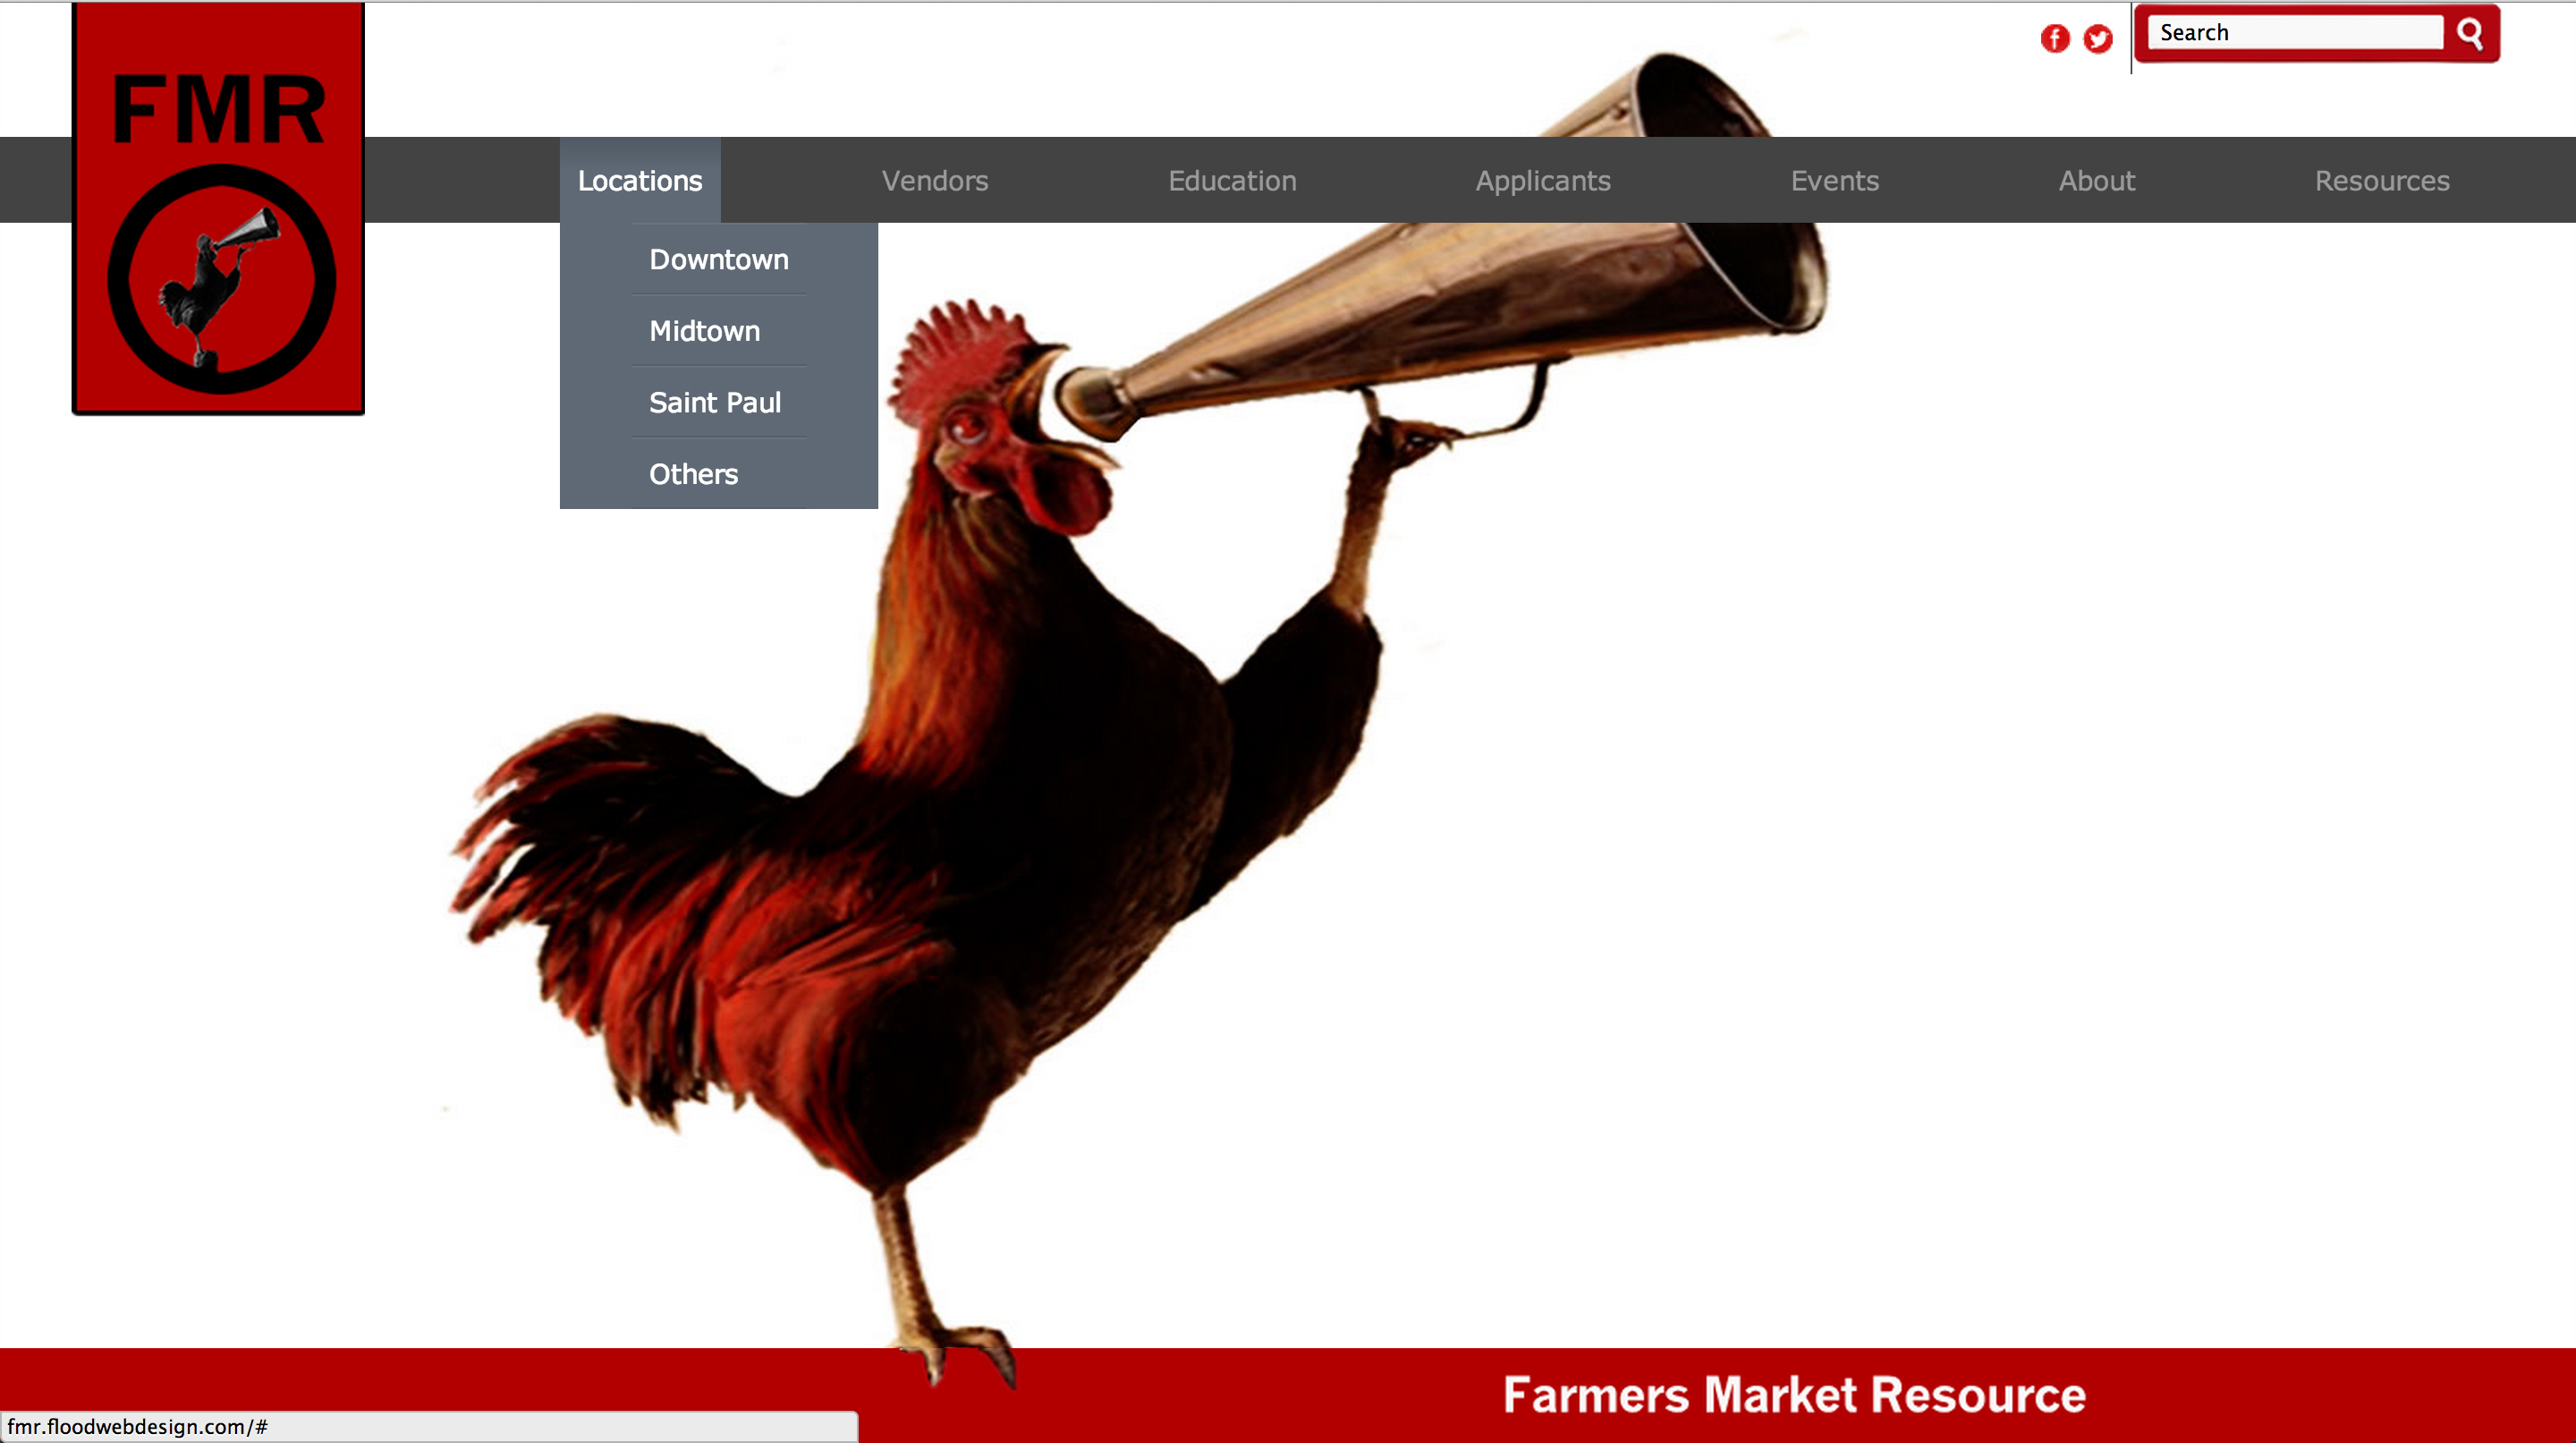 FMR
Search
Locations
Vendors
Education
Applicants
Events
About
Resources
Downtown
Midtown
Saint Paul
Others
Farmers Market Resource
fmr.floodwebdesign.com/#